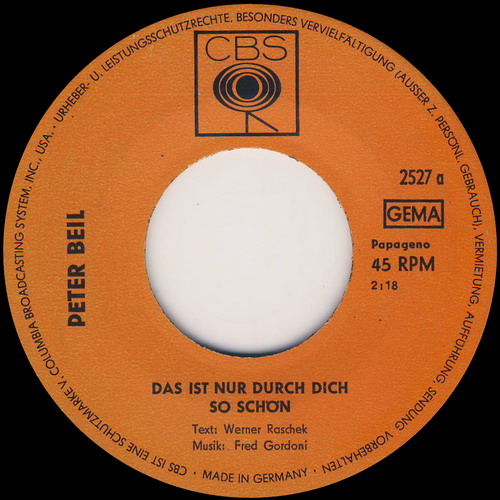 CBS
2527 a
GEMA
Papageno
45 RPM
2:18
PETER BEIL
DAS IST NUR DURCH DICH
SO SCHÖN
Text: Werner Raschek
Musik: Fred Gordoni
URHEBER- U. LEISTUNGSSCHUTZRECHTE, BESONDERS VERVIELFÄLTIGUNG (AUSSER Z. PERSÖNL. GEBRAUCH), VERMIETUNG, AUFFÜHRUNG, SENDUNG VORBEHALTEN
• MADE IN GERMANY •
CBS IST EINE SCHUTZMARKE V. COLUMBIA BROADCASTING SYSTEM, INC., USA. •